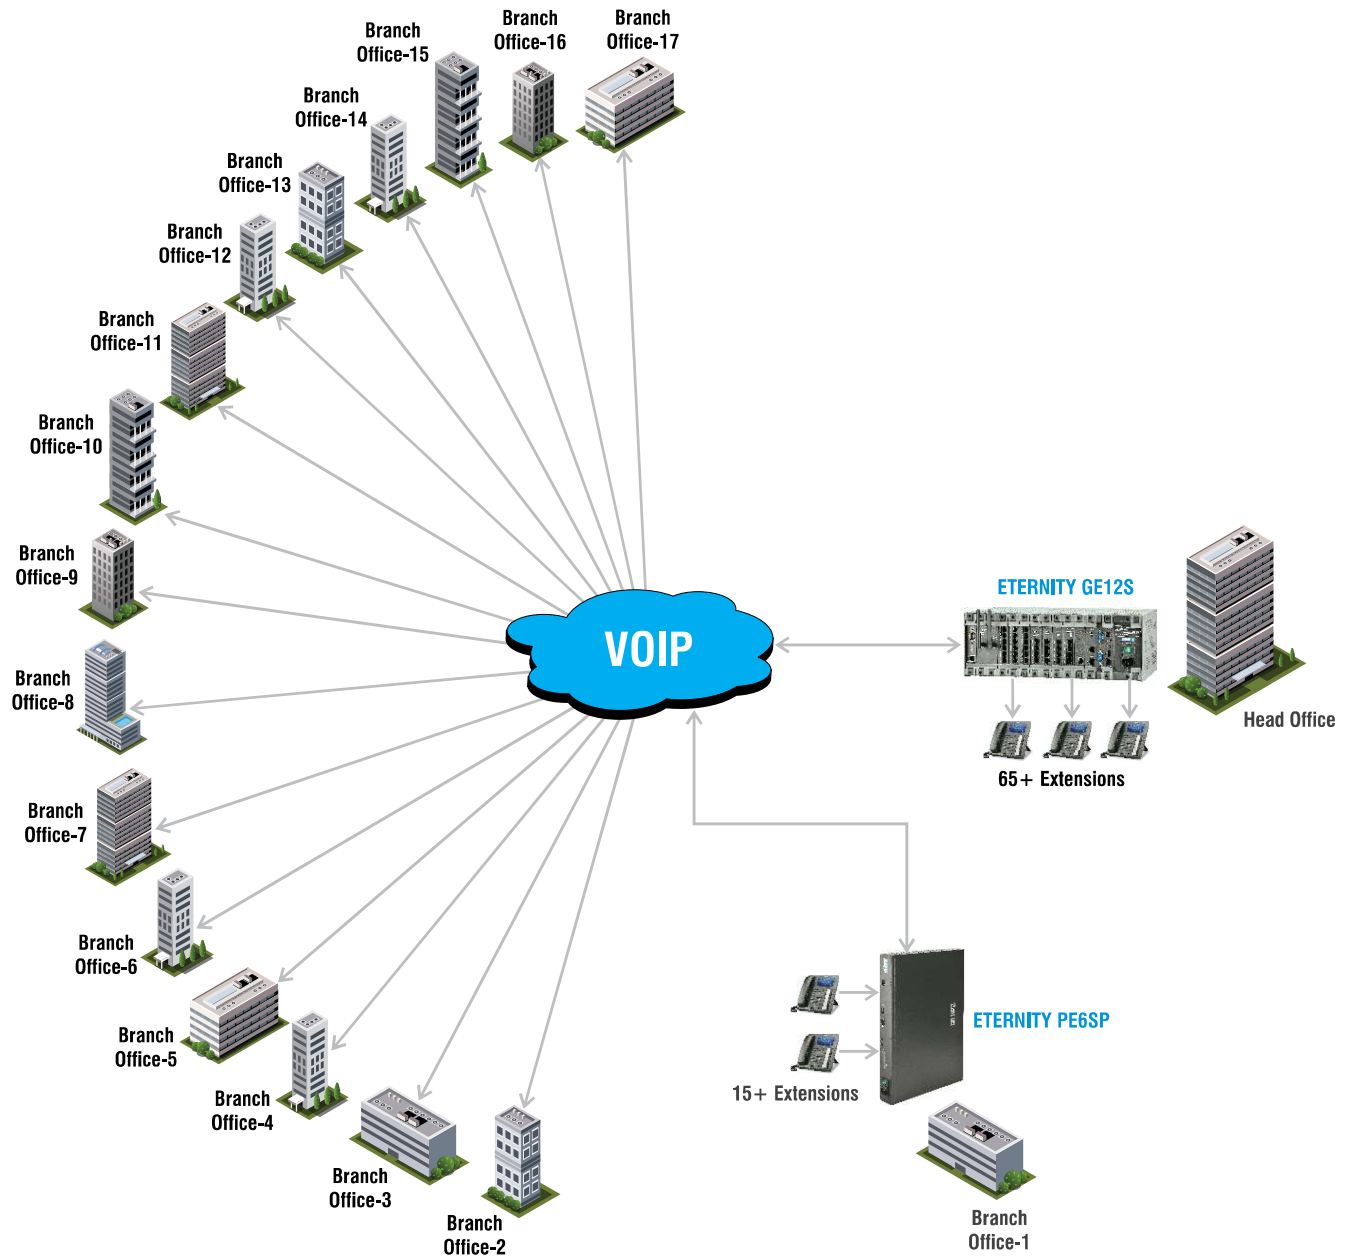 Branch
Office-16
Branch
Office-17
Branch
Office-15
Branch
Office-14
Branch
Office-13
Branch
Office-12
Branch
Office-11
Branch
Office-10
Branch
Office-9
Branch
Office-8
Branch
Office-7
Branch
Office-6
Branch
Office-5
Branch
Office-4
Branch
Office-3
Branch
Office-2
VOIP
ETERNITY GE12S
Head Office
65+ Extensions
ETERNITY PE6SP
15+ Extensions
Branch
Office-1